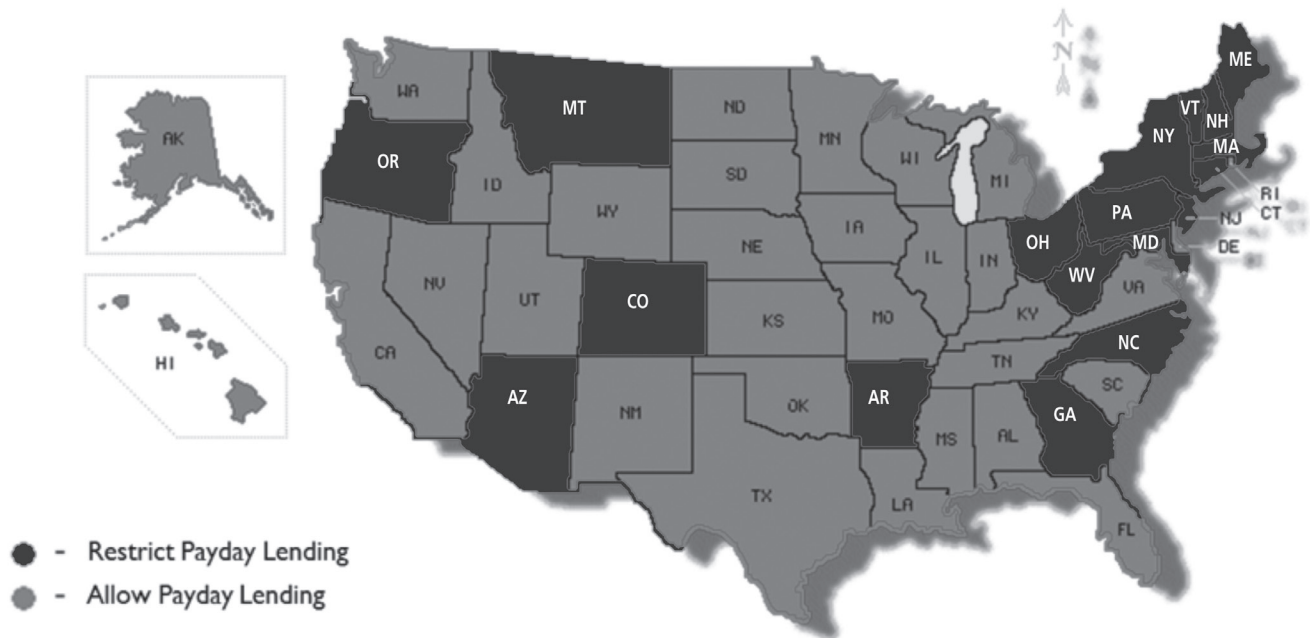 N
ME
WA
MT
ND
VT
NH
AK
MN
NY
MA
OR
WI
ID
SD
MI
RI
WY
CT
PA
NJ
IA
NE
OH
MD
DE
IL
IN
WV
NV
UT
CO
VA
KS
MO
KY
CA
NC
HI
TN
AZ
AR
SC
OK
NM
GA
MS
AL
TX
LA
FL
- Restrict Payday Lending
- Allow Payday Lending